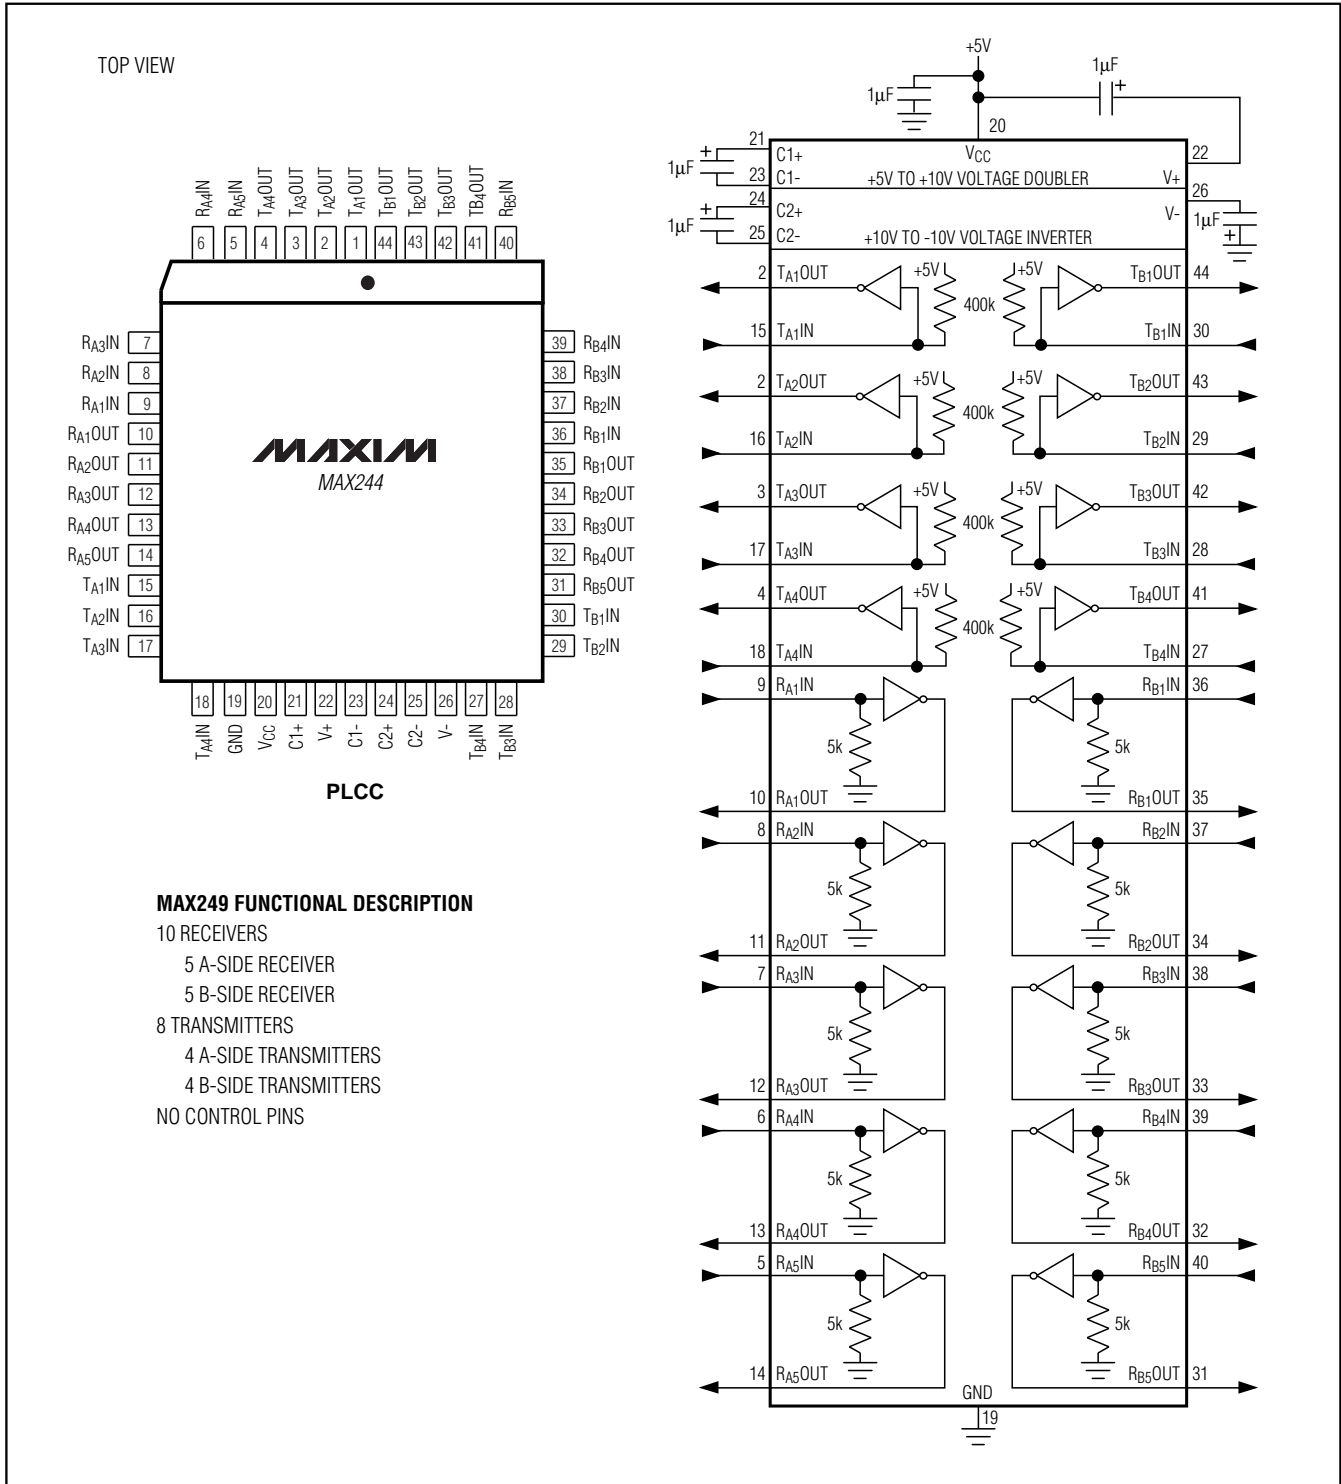 TOP VIEW
RA4IN
RA5IN
TA4OUT
TA3OUT
TA2OUT
TA1OUT
TB1OUT
TB2OUT
TB3OUT
TB4OUT
RB5IN
6 5 4 3 2 1 44 43 42 41 40
RA3IN 7
RA2IN 8
RA1IN 9
RA1OUT 10
RA2OUT 11
RA3OUT 12
RA4OUT 13
RA5OUT 14
TA1IN 15
TA2IN 16
TA3IN 17
MAXIM
MAX244
39 RB4IN
38 RB3IN
37 RB2IN
36 RB1IN
35 RB1OUT
34 RB2OUT
33 RB3OUT
32 RB4OUT
31 RB5OUT
30 TB1IN
29 TB2IN
18 19 20 21 22 23 24 25 26 27 28
TA4IN
GND
VCC
C1+
V+
C1-
C2+
C2-
V-
TB4IN
TB3IN
PLCC
MAX249 FUNCTIONAL DESCRIPTION
10 RECEIVERS
5 A-SIDE RECEIVER
5 B-SIDE RECEIVER
8 TRANSMITTERS
4 A-SIDE TRANSMITTERS
4 B-SIDE TRANSMITTERS
NO CONTROL PINS
+5V
1µF
1µF +
20
21 VCC 22
+ C1+
1µF
23 C1- +5V TO +10V VOLTAGE DOUBLER V+
24 26
+ C2+ V-
1µF 1µF
25 C2- +10V TO -10V VOLTAGE INVERTER +
2 TA1OUT +5V +5V TB1OUT 44
400k
15 TA1IN TB1IN 30
2 TA2OUT +5V +5V TB2OUT 43
400k
16 TA2IN TB2IN 29
3 TA3OUT +5V +5V TB3OUT 42
400k
17 TA3IN TB3IN 28
4 TA4OUT +5V +5V TB4OUT 41
400k
18 TA4IN TB4IN 27
9 RA1IN RB1IN 36
5k 5k
10 RA1OUT RB1OUT 35
8 RA2IN RB2IN 37
5k 5k
11 RA2OUT RB2OUT 34
7 RA3IN RB3IN 38
5k 5k
12 RA3OUT RB3OUT 33
6 RA4IN RB4IN 39
5k 5k
13 RA4OUT RB4OUT 32
5 RA5IN RB5IN 40
5k 5k
14 RA5OUT RB5OUT 31
GND
19